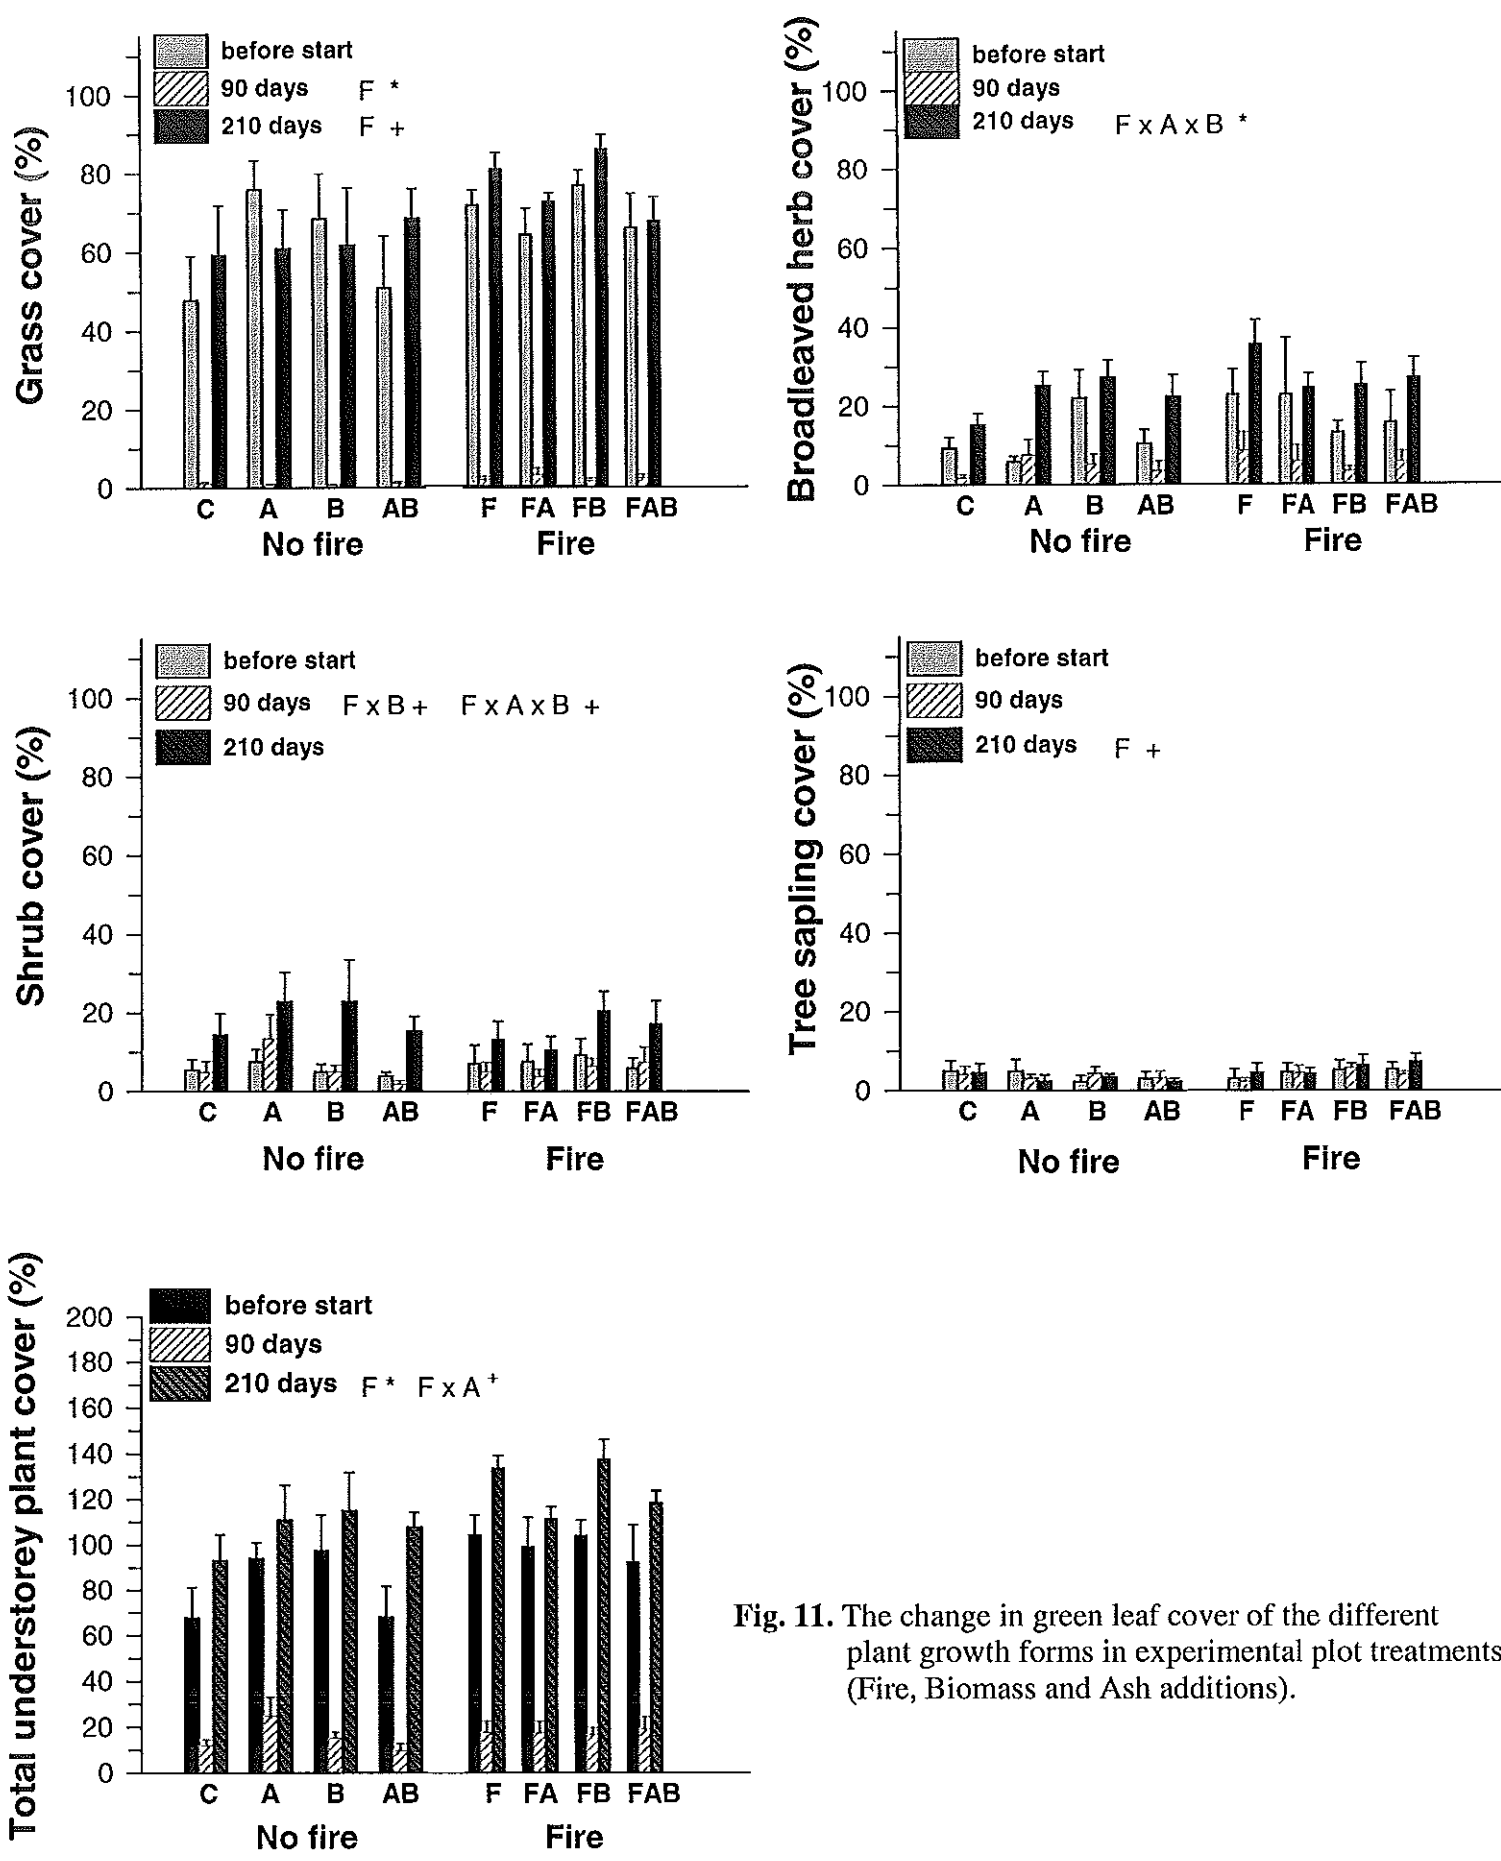 Grass cover (%)
before start
90 days F *
210 days F +
100
80
60
40
20
0
C A B AB F FA FB FAB
No fire Fire
Broadleaved herb cover (%)
before start
90 days
210 days F x A x B *
100
80
60
40
20
0
C A B AB F FA FB FAB
No fire Fire
Shrub cover (%)
before start
90 days F x B + F x A x B +
210 days
100
80
60
40
20
0
C A B AB F FA FB FAB
No fire Fire
Tree sapling cover (%)
before start
90 days
210 days F +
100
80
60
40
20
0
C A B AB F FA FB FAB
No fire Fire
Total understorey plant cover (%)
before start
90 days
210 days F * F x A +
200
180
160
140
120
100
80
60
40
20
0
C A B AB F FA FB FAB
No fire Fire
Fig. 11. The change in green leaf cover of the different
plant growth forms in experimental plot treatments
(Fire, Biomass and Ash additions).